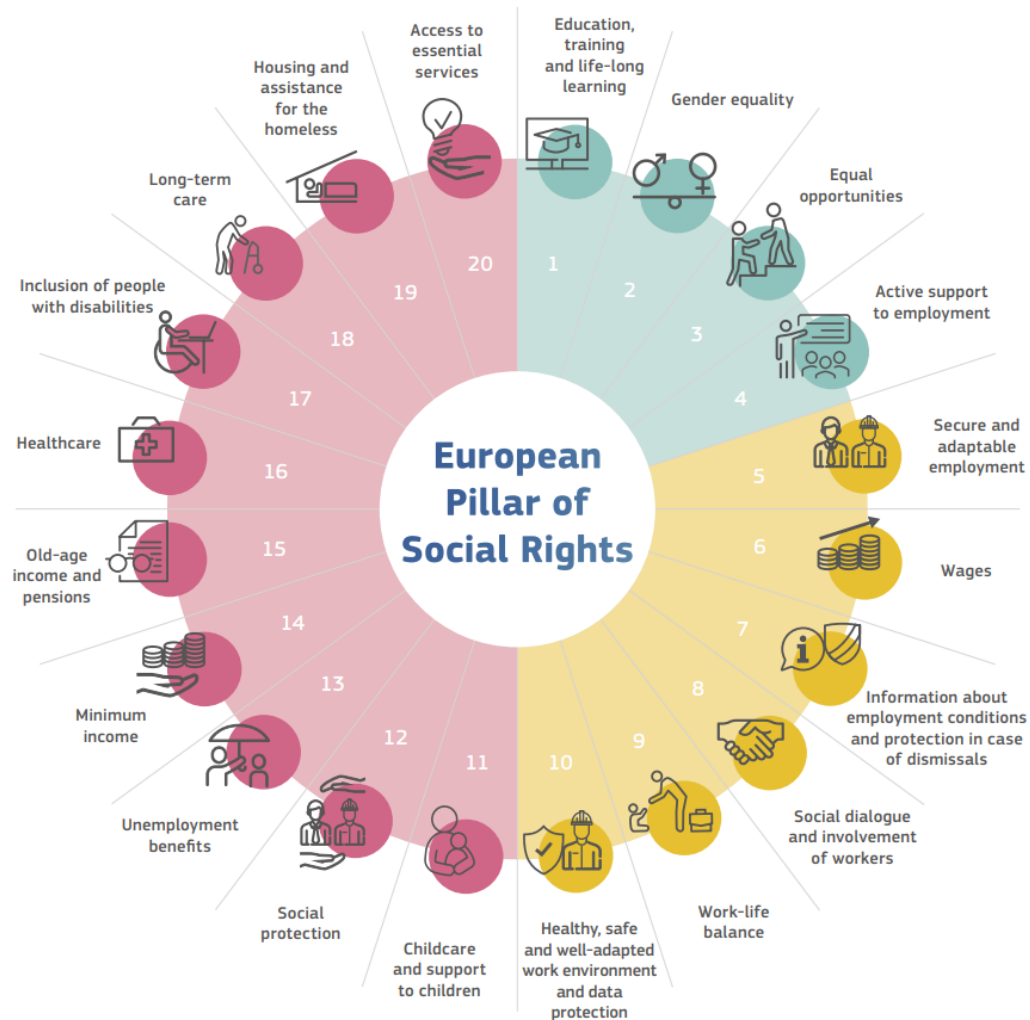 European
Pillar of
Social Rights
1
Education,
training
and life-long
learning
2
Gender equality
3
Equal
opportunities
4
Active support
to employment
5
Secure and
adaptable
employment
6
Wages
7
Information about
employment conditions
and protection in case
of dismissals
8
Social dialogue
and involvement
of workers
9
Work-life
balance
10
Healthy, safe
and well-adapted
work environment
and data
protection
11
Childcare
and support
to children
12
Social
protection
13
Unemployment
benefits
14
Minimum
income
15
Old-age
income and
pensions
16
Healthcare
17
Inclusion of people
with disabilities
18
Long-term
care
19
Housing and
assistance
for the
homeless
20
Access to
essential
services